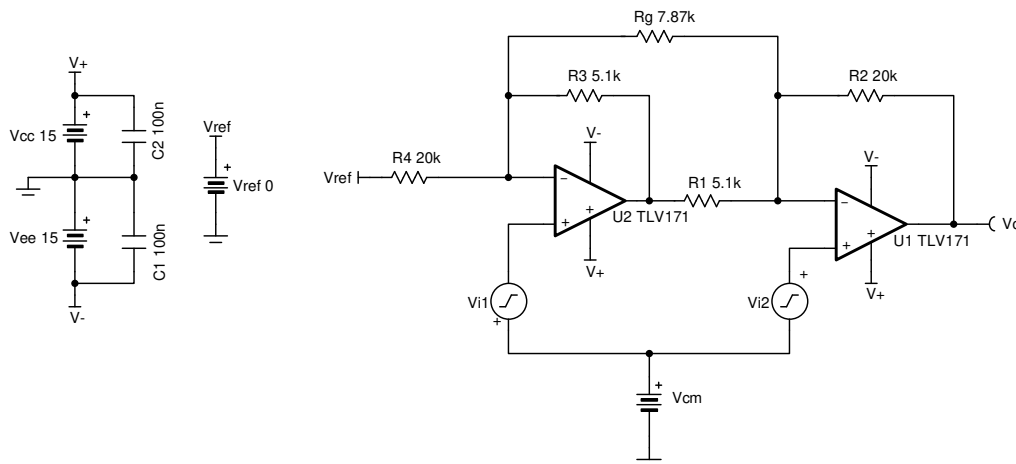 Rg 7.87k
R3 5.1k
R2 20k
V+
Vcc 15
+
C2 100n
Vref
+
Vref 0
Vee 15
+
C1 100n
V-
Vref
R4 20k
V-
−
+
+
U2 TLV171
V+
R1 5.1k
V-
−
+
+
U1 TLV171
V+
Vi1
+
Vi2
+
+
Vcm